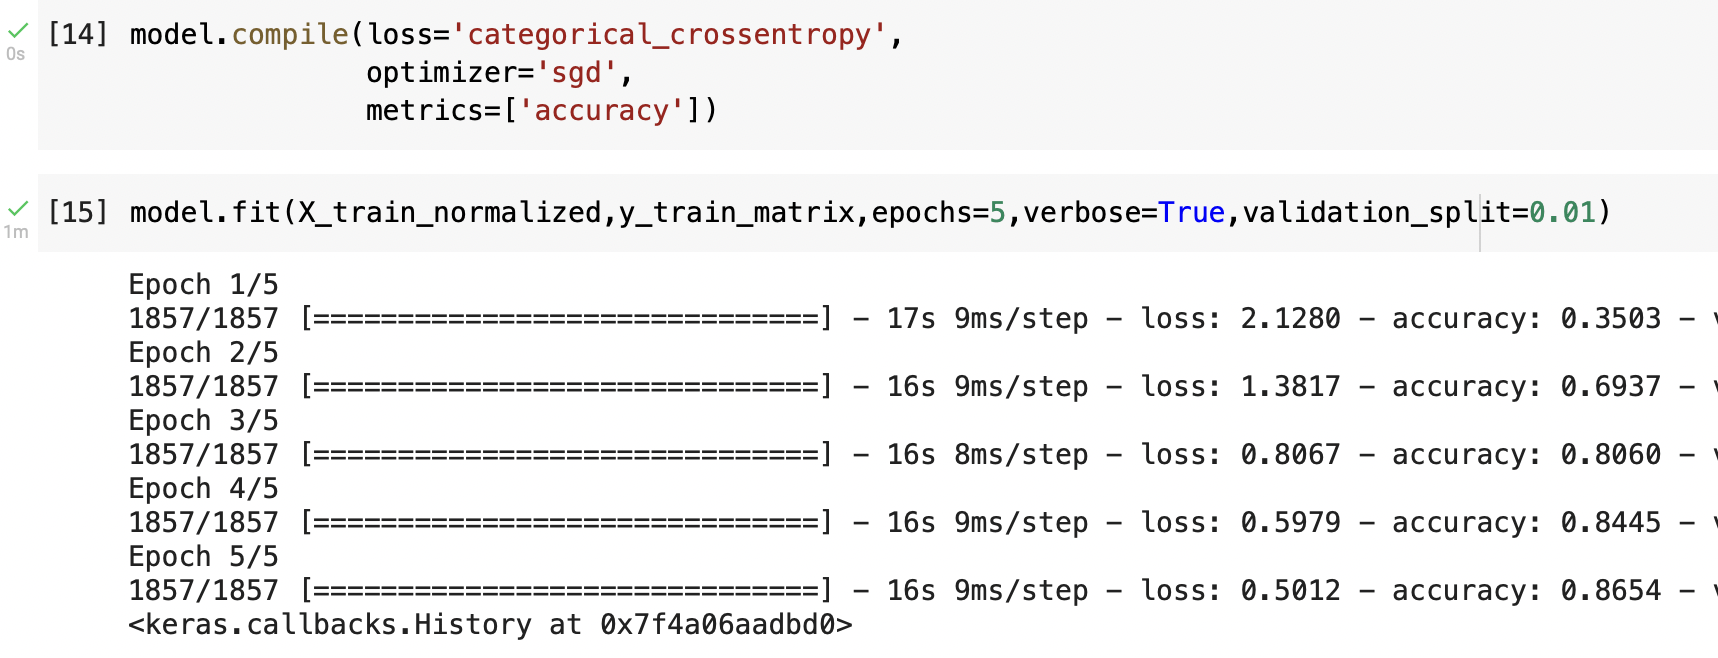 [14] model.compile(loss='categorical_crossentropy',
0s
optimizer='sgd',
metrics=['accuracy'])
[15] model.fit(X_train_normalized,y_train_matrix,epochs=5,verbose=True,validation_split=0.01)
1m
Epoch 1/5
1857/1857 [==============================] - 17s 9ms/step - loss: 2.1280 - accuracy: 0.3503 -
Epoch 2/5
1857/1857 [==============================] - 16s 9ms/step - loss: 1.3817 - accuracy: 0.6937 -
Epoch 3/5
1857/1857 [==============================] - 16s 8ms/step - loss: 0.8067 - accuracy: 0.8060 -
Epoch 4/5
1857/1857 [==============================] - 16s 9ms/step - loss: 0.5979 - accuracy: 0.8445 -
Epoch 5/5
1857/1857 [==============================] - 16s 9ms/step - loss: 0.5012 - accuracy: 0.8654 -
<keras.callbacks.History at 0x7f4a06aadbd0>